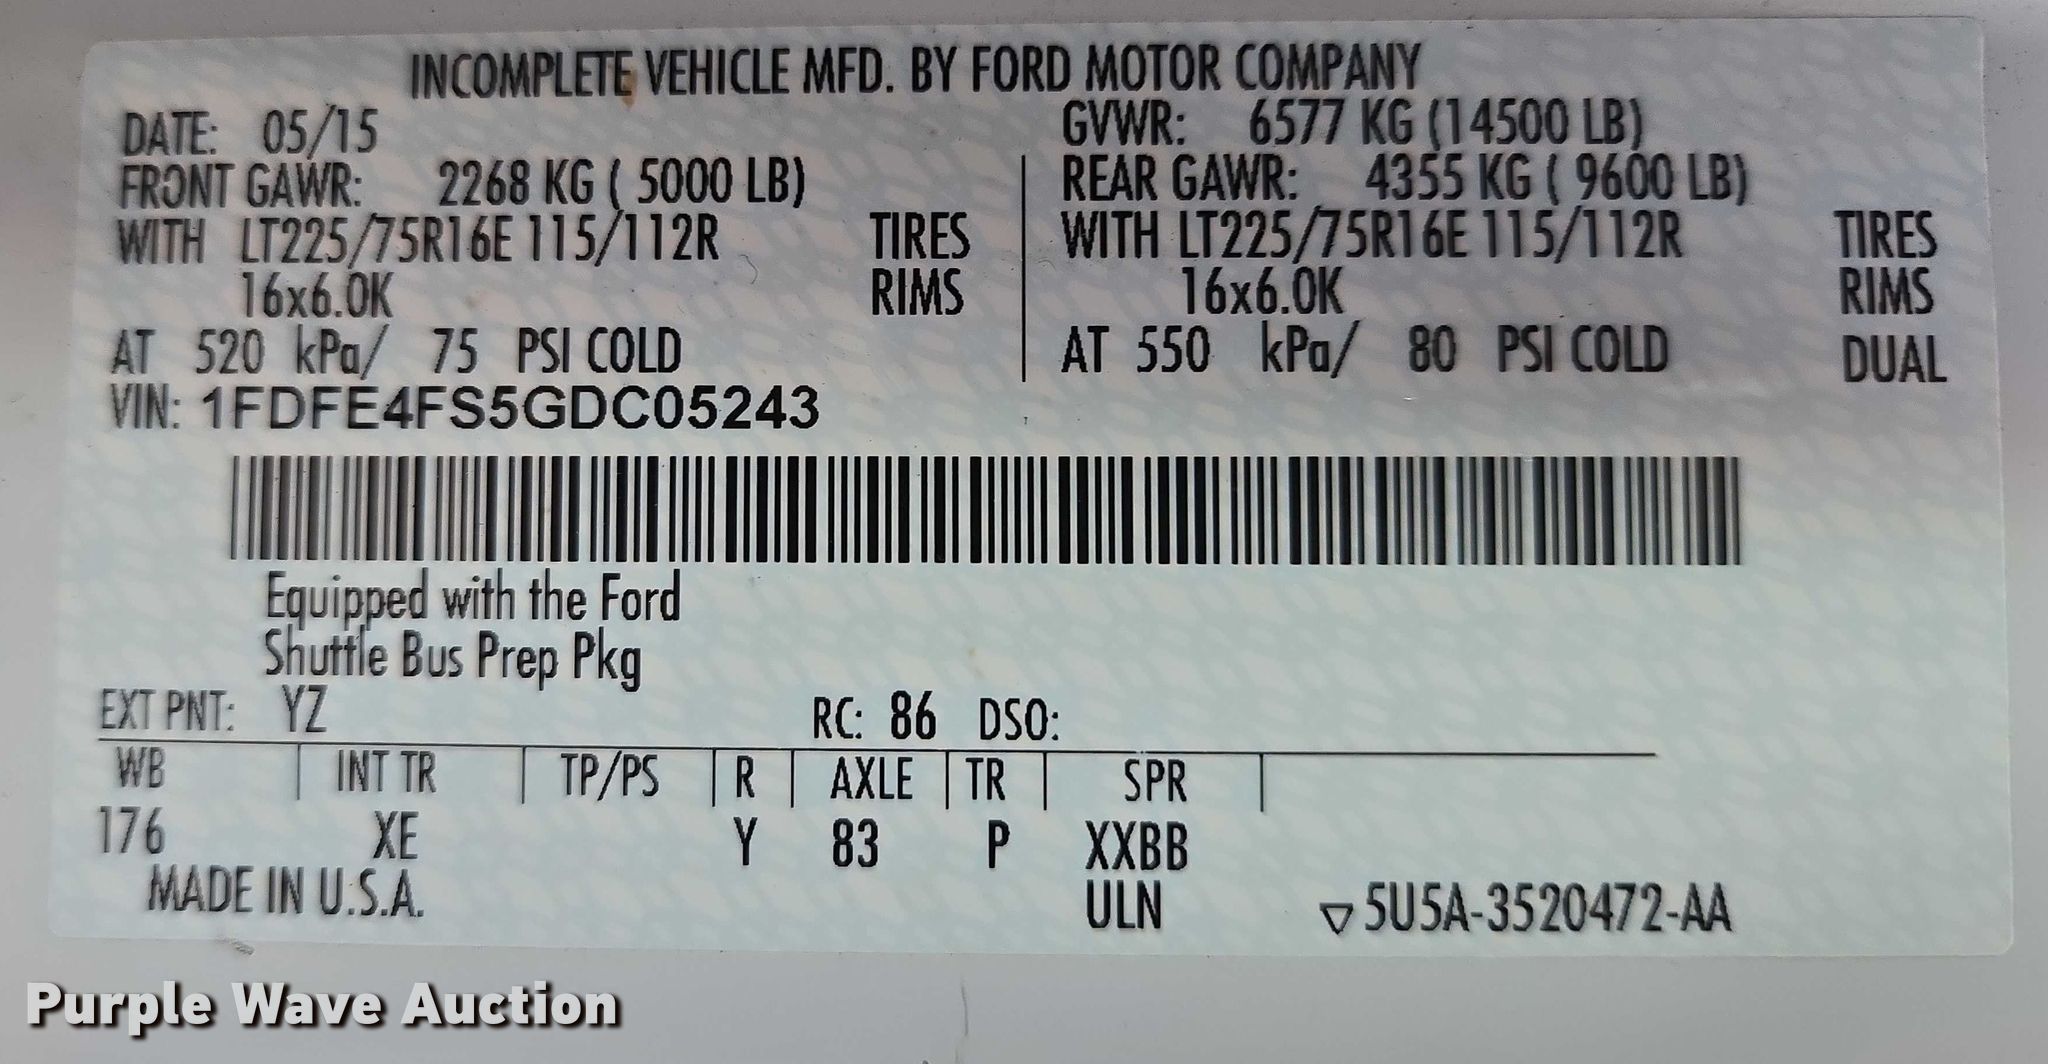 INCOMPLETE VEHICLE MFD. BY FORD MOTOR COMPANY
DATE: 05/15 GVWR: 6577 KG (14500 LB)
FRONT GAWR: 2268 KG ( 5000 LB) REAR GAWR: 4355 KG ( 9600 LB)
WITH LT225/75R16E 115/112R TIRES WITH LT225/75R16E 115/112R TIRES
16x6.0K RIMS 16x6.0K RIMS
AT 520 kPa/ 75 PSI COLD AT 550 kPa/ 80 PSI COLD DUAL
VIN: 1FDFE4FS5GDC05243
Equipped with the Ford
Shuttle Bus Prep Pkg
EXT PNT: YZ RC: 86 DSO:
WB INT TR TP/PS R AXLE TR SPR
176 XE Y 83 P XXBB
MADE IN U.S.A. ULN ▽5U5A-3520472-AA
Purple Wave Auction